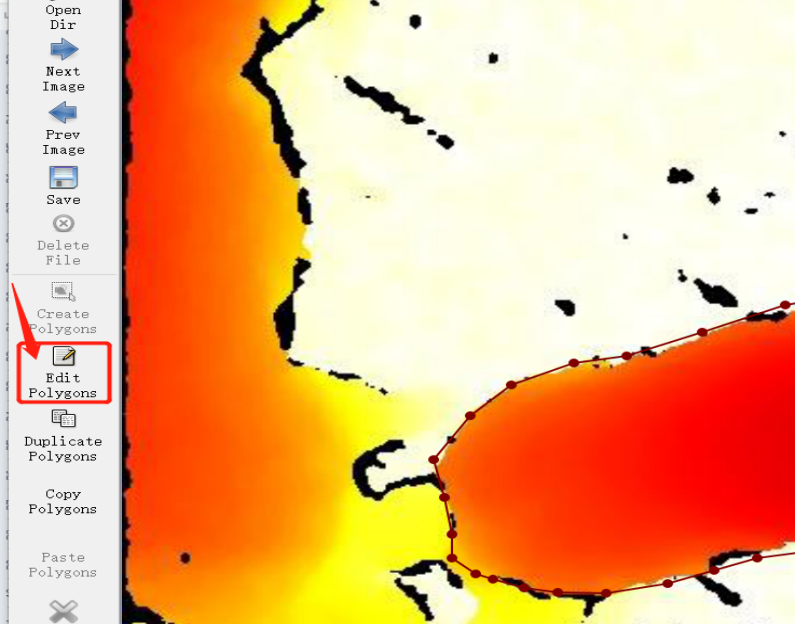 Open
Dir
Next
Image
Prev
Image
Save
Delete
File
Create
Polygons
Edit
Polygons
Duplicate
Polygons
Copy
Polygons
Paste
Polygons